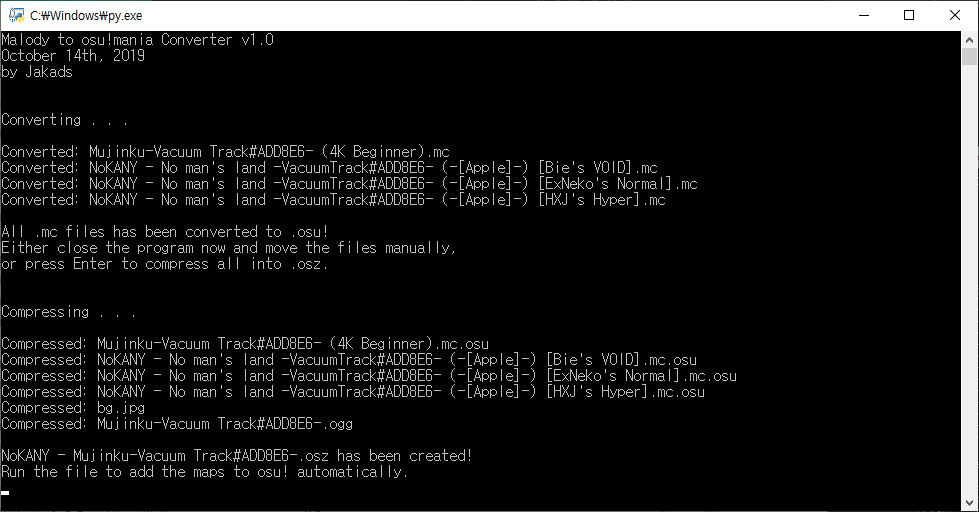 C:₩Windows₩py.exe
Malody to osu!mania Converter v1.0
October 14th, 2019
by Jakads
Converting . . .
Converted: Mujinku-Vacuum Track#ADD8E6- (4K Beginner).mc
Converted: NoKANY - No man's land -VacuumTrack#ADD8E6- (-[Apple]-) [Bie's VOID].mc
Converted: NoKANY - No man's land -VacuumTrack#ADD8E6- (-[Apple]-) [ExNeko's Normal].mc
Converted: NoKANY - No man's land -VacuumTrack#ADD8E6- (-[Apple]-) [HXJ's Hyper].mc
All .mc files has been converted to .osu!
Either close the program now and move the files manually,
or press Enter to compress all into .osz.
Compressing . . .
Compressed: Mujinku-Vacuum Track#ADD8E6- (4K Beginner).mc.osu
Compressed: NoKANY - No man's land -VacuumTrack#ADD8E6- (-[Apple]-) [Bie's VOID].mc.osu
Compressed: NoKANY - No man's land -VacuumTrack#ADD8E6- (-[Apple]-) [ExNeko's Normal].mc.osu
Compressed: NoKANY - No man's land -VacuumTrack#ADD8E6- (-[Apple]-) [HXJ's Hyper].mc.osu
Compressed: bg.jpg
Compressed: Mujinku-Vacuum Track#ADD8E6-.ogg
NoKANY - Mujinku-Vacuum Track#ADD8E6-.osz has been created!
Run the file to add the maps to osu! automatically.